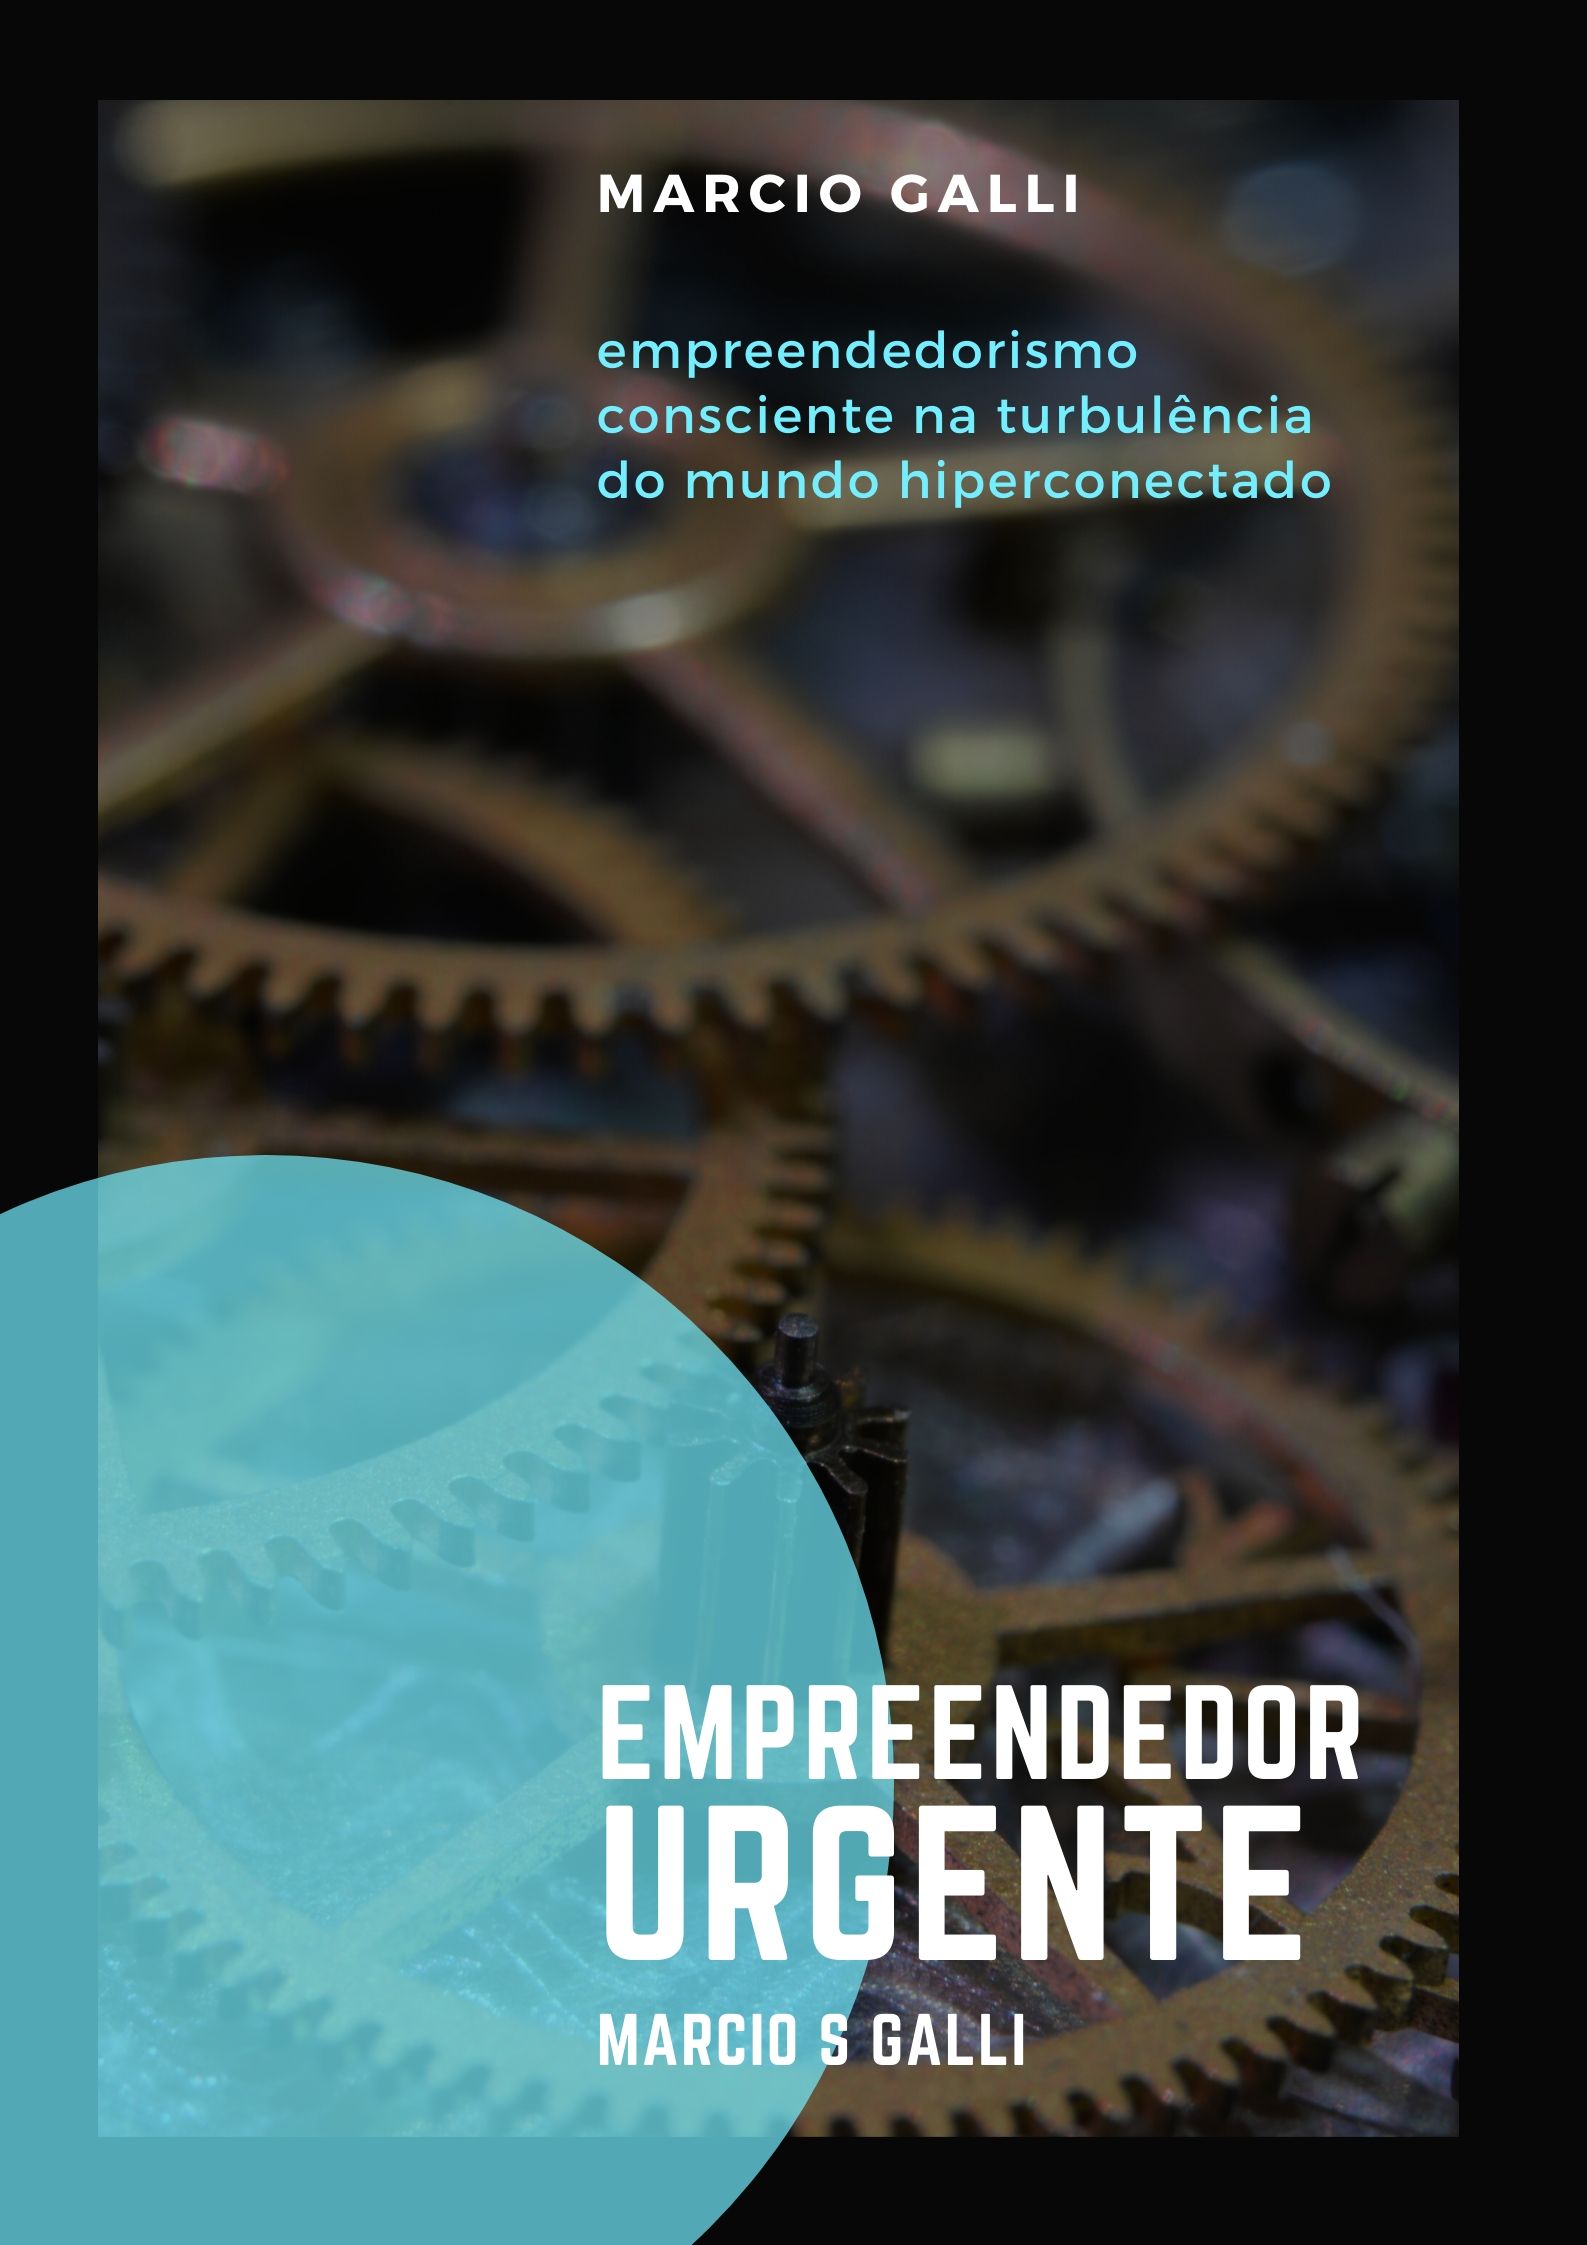 MARCIO GALLI
empreendedorismo
consciente na turbulência
do mundo hiperconectado
EMPREENDEDOR
URGENTE
MARCIO S GALLI